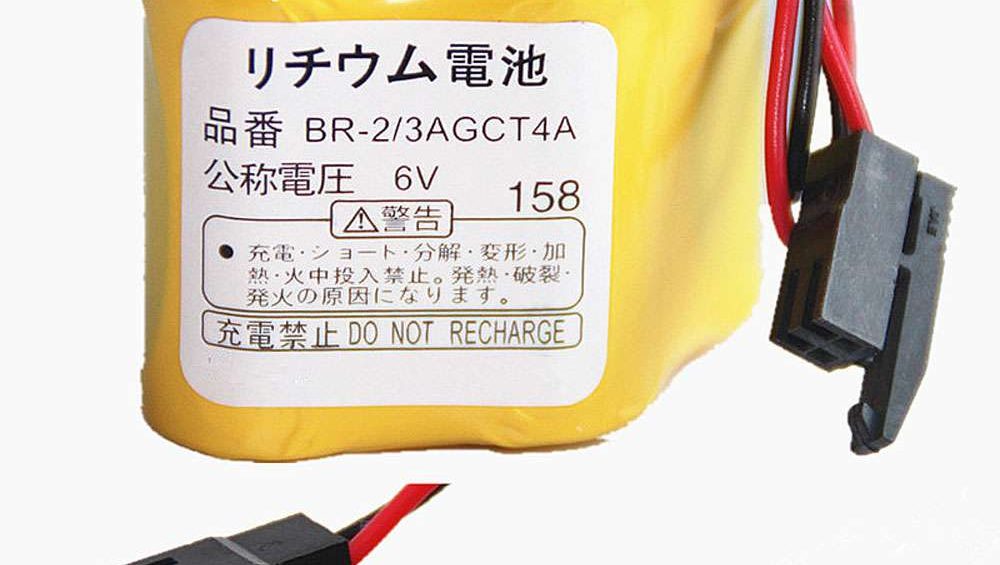 リチウム電池
品番 BR-2/3AGCT4A
公称電圧 6V
158
⚠警告
● 充電・ショート・分解・変形・加
熱・火中投入禁止。発熱・破裂・
発火の原因になります。
充電禁止 DO NOT RECHARGE